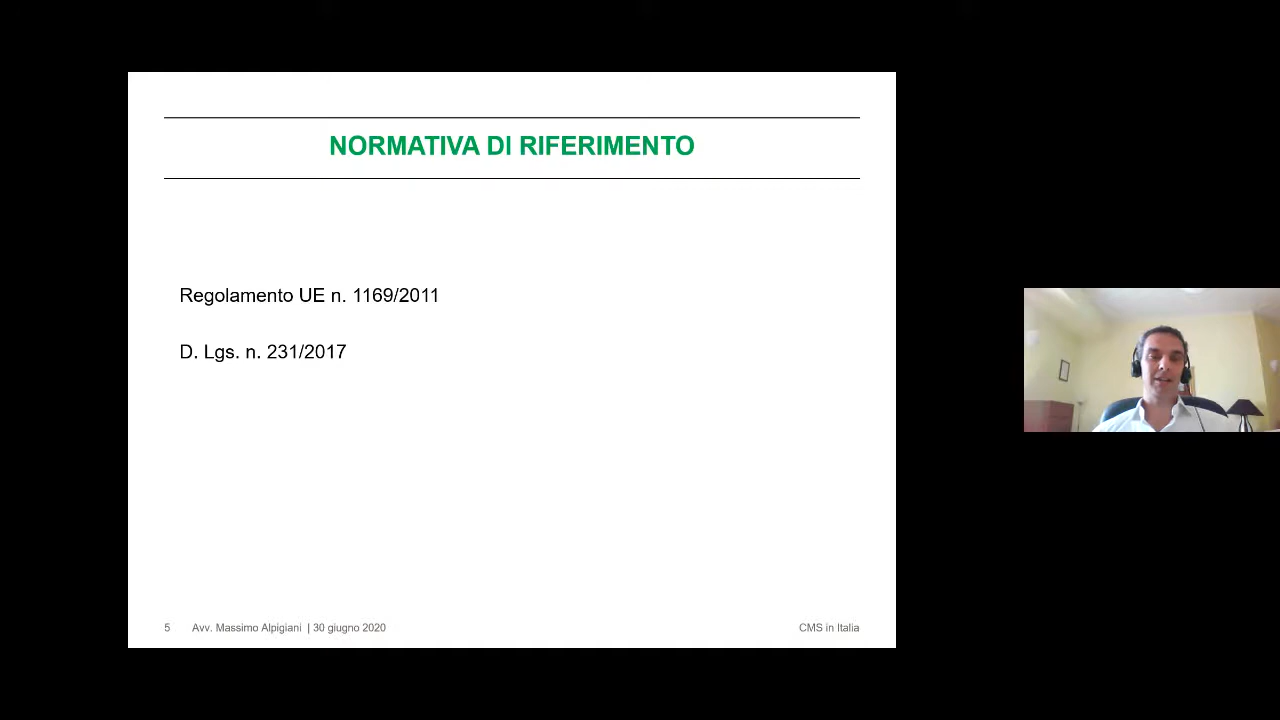 NORMATIVA DI RIFERIMENTO
Regolamento UE n. 1169/2011
D. Lgs. n. 231/2017
5 Avv. Massimo Alpigiani | 30 giugno 2020 CMS in Italia